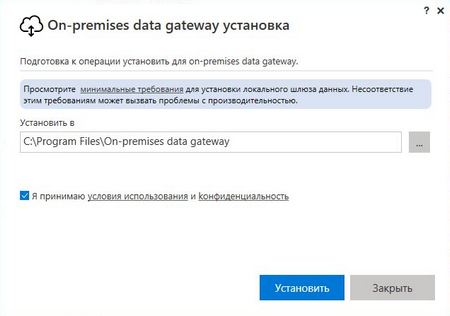 ? ×
On-premises data gateway установка
Подготовка к операции установить для on-premises data gateway.
Просмотрите минимальные требования для установки локального шлюза данных. Несоответствие
этим требованиям может вызвать проблемы с производительностью.
Установить в
C:\Program Files\On-premises data gateway
...
Я принимаю условия использования и kонфиденциальность
Установить
Закрыть